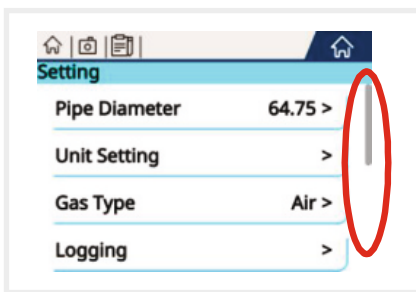 Setting
Pipe Diameter 64.75 >
Unit Setting >
Gas Type Air >
Logging >